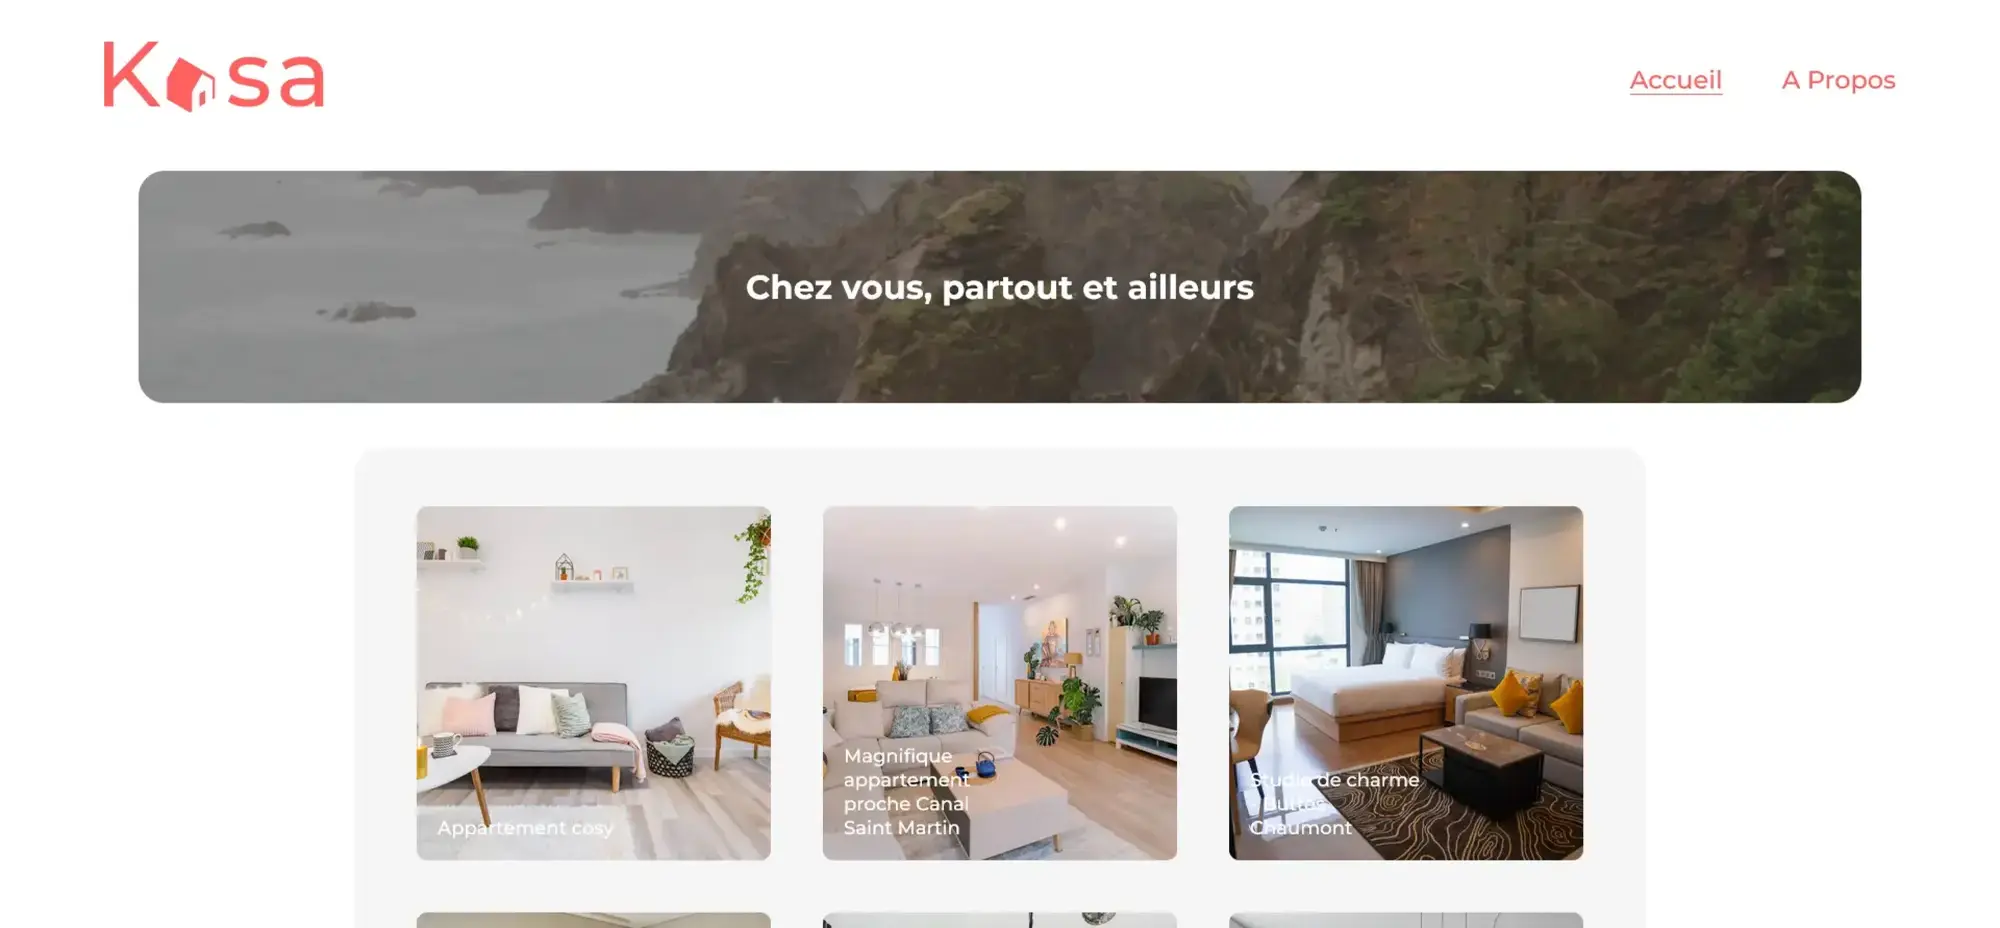 Kasa
Accueil
A Propos
Chez vous, partout et ailleurs
Appartement cosy
Magnifique
appartement
proche Canal
Saint Martin
Studio de charme
- Buttes
Chaumont